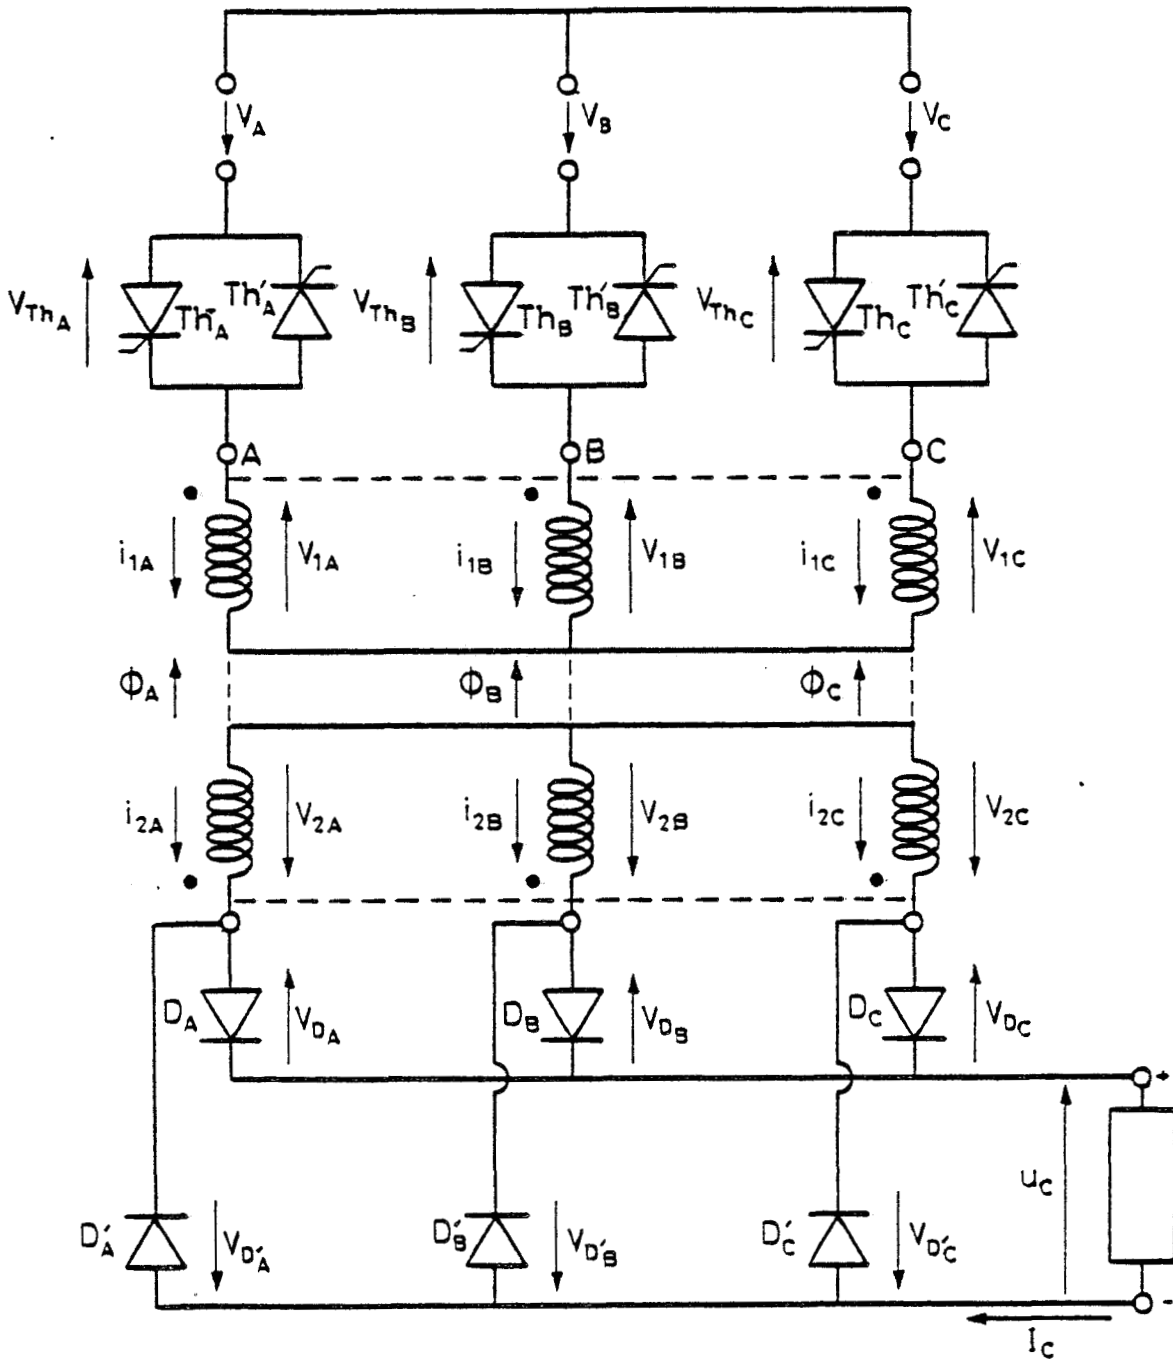 V_A V_B V_C
V_ThA Th_A Th'_A V_ThB Th_B Th'_B V_ThC Th_C Th'_C
A B C
i_1A V_1A i_1B V_1B i_1C V_1C
Φ_A Φ_B Φ_C
i_2A V_2A i_2B V_2B i_2C V_2C
D_A V_DA D_B V_DB D_C V_DC
+
u_C
D'_A V_D'A D'_B V_D'B D'_C V_D'C
-
I_C